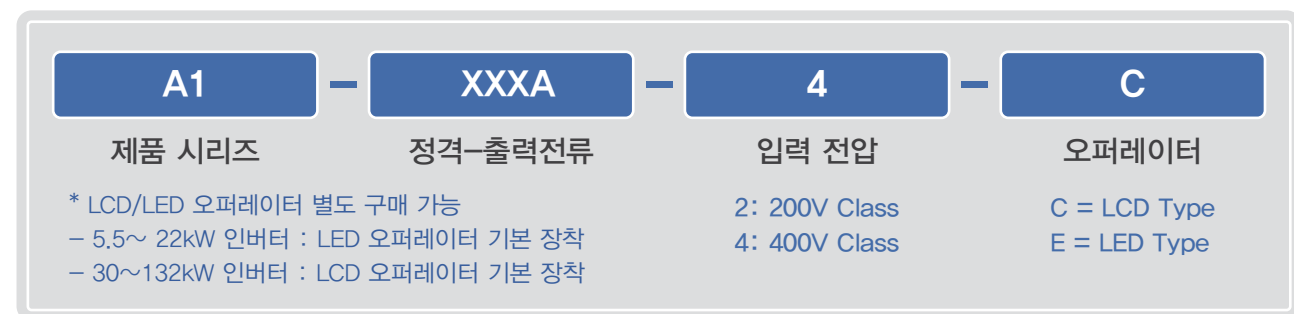 A1 - XXXA - 4 - C
제품 시리즈 정격-출력전류 입력 전압 오퍼레이터
* LCD/LED 오퍼레이터 별도 구매 가능
- 5.5~ 22kW 인버터 : LED 오퍼레이터 기본 장착
- 30~132kW 인버터 : LCD 오퍼레이터 기본 장착
2: 200V Class
4: 400V Class
C = LCD Type
E = LED Type